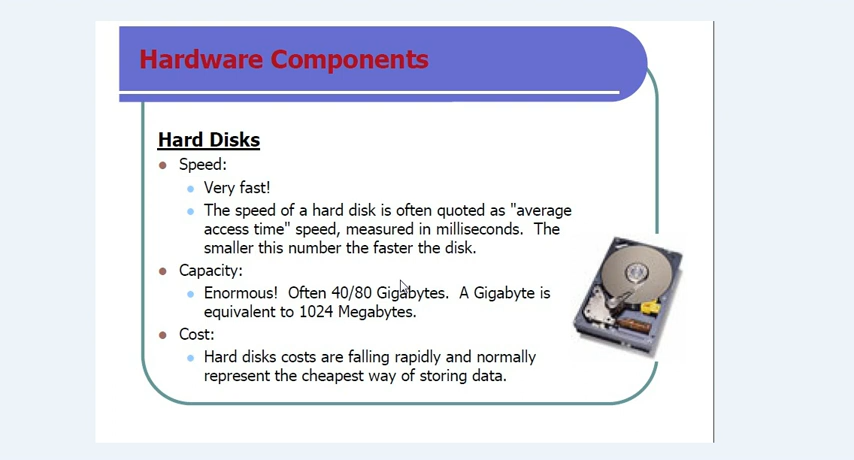 Hardware Components
Hard Disks
Speed:
Very fast!
The speed of a hard disk is often quoted as "average
access time" speed, measured in milliseconds.  The
smaller this number the faster the disk.
Capacity:
Enormous!  Often 40/80 Gigabytes.  A Gigabyte is
equivalent to 1024 Megabytes.
Cost:
Hard disks costs are falling rapidly and normally
represent the cheapest way of storing data.